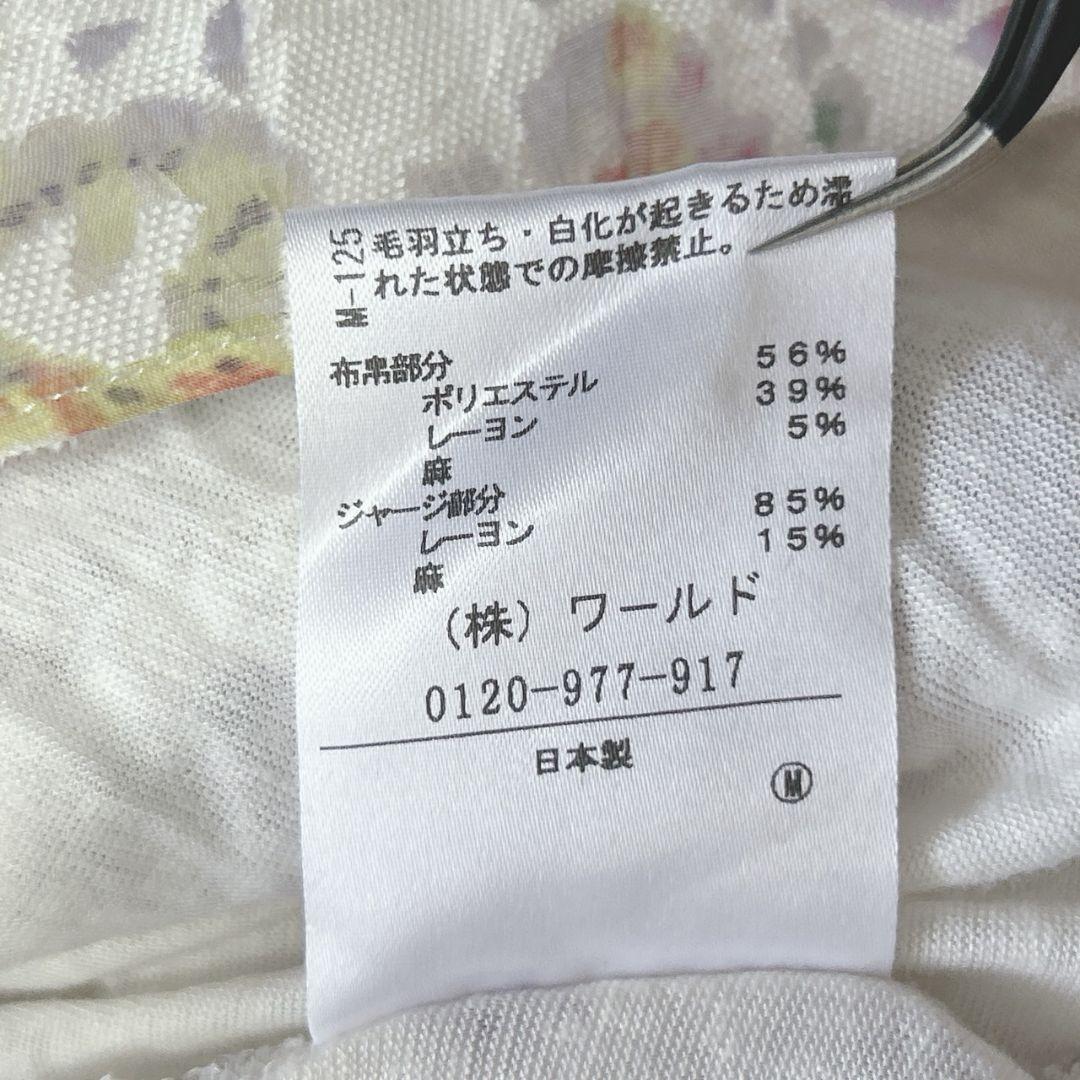 M-125
毛羽立ち・白化が起きるため濡
れた状態での摩擦禁止。
布帛部分
ポリエステル 56%
レーヨン 39%
麻 5%
ジャージ部分
レーヨン 85%
麻 15%
(株) ワールド
0120-977-917
日本製
Ⓜ